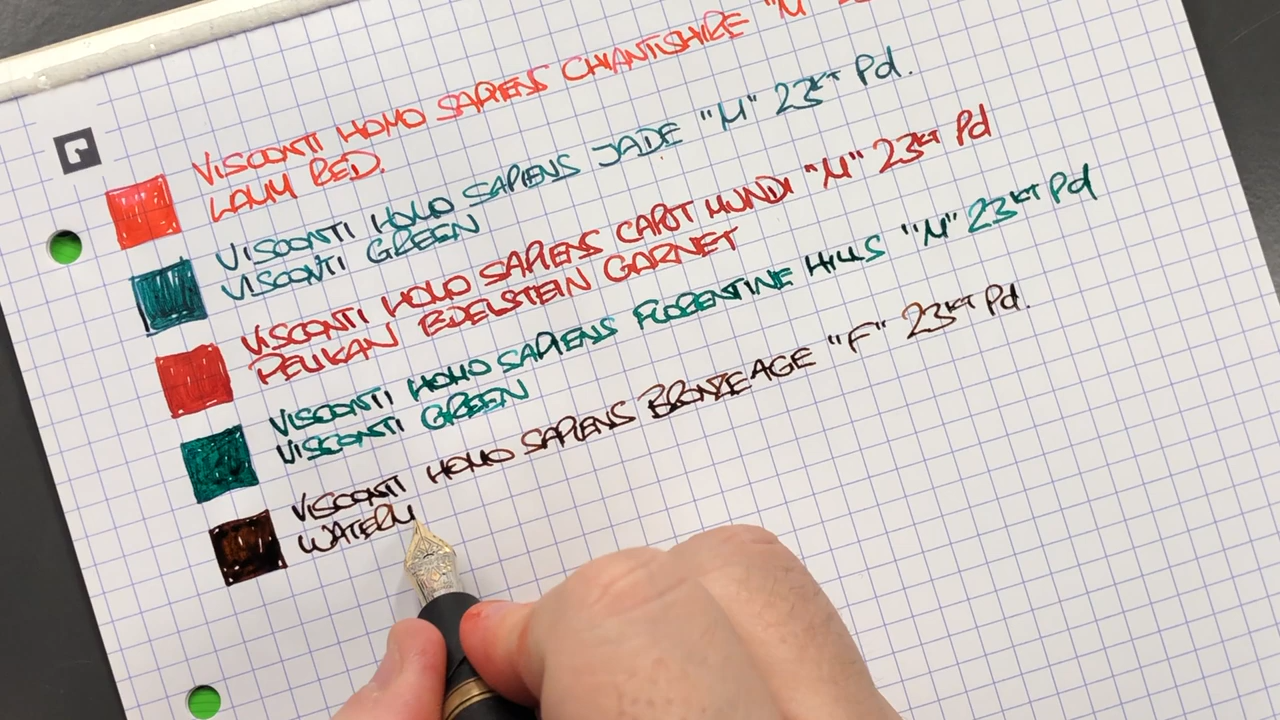 VISCONTI HOMO SAPIENS CHIANTISHIRE "M"
LAMY RED.
VISCONTI HOMO SAPIENS JADE "M" 23KT Pd.
VISCONTI GREEN
VISCONTI HOMO SAPIENS CAPUT MUNDI "M" 23KT Pd
PELIKAN EDELSTEIN GARNET
VISCONTI HOMO SAPIENS FLORENTINE HILLS "M" 23KT Pd
VISCONTI GREEN
VISCONTI HOMO SAPIENS BRONZE AGE "F" 23KT Pd.
WATERM